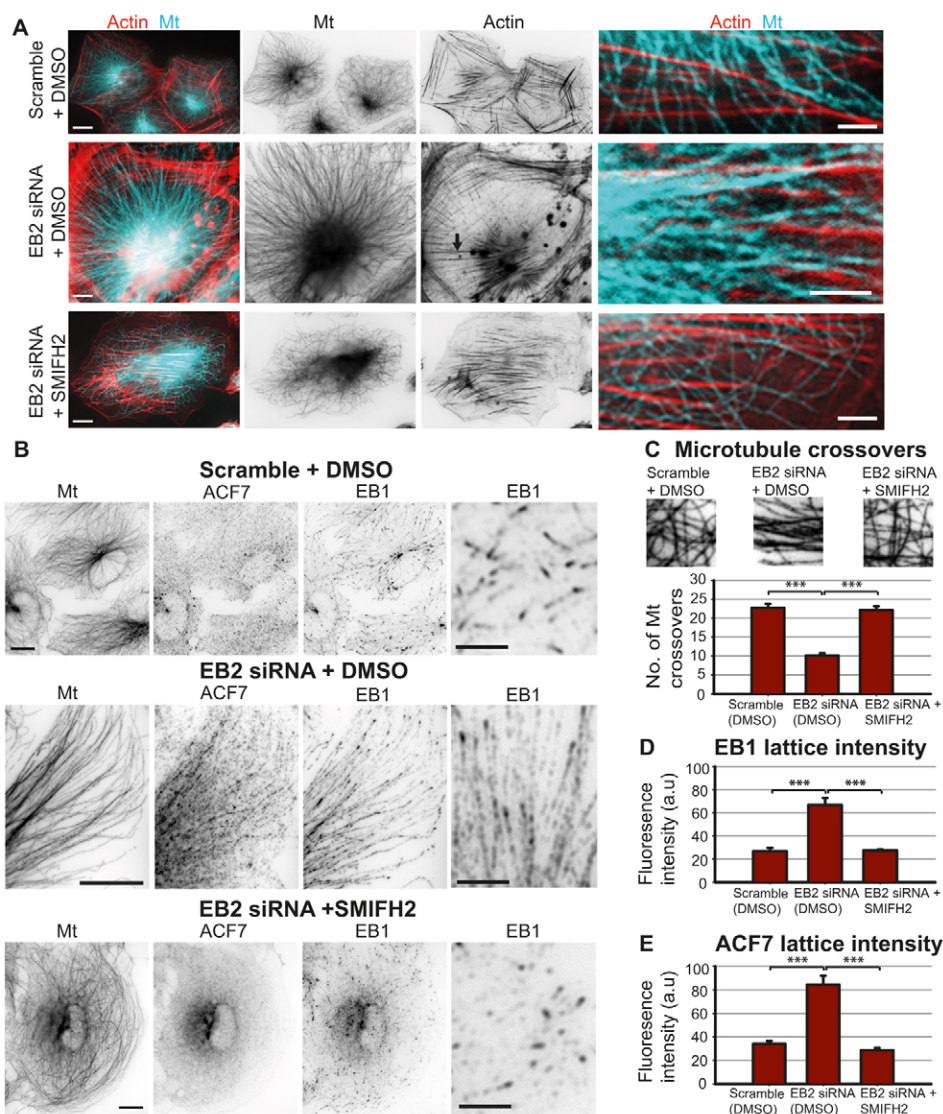 A
Actin Mt
Mt
Actin
Actin Mt
Scramble
+ DMSO
EB2 siRNA
+ DMSO
EB2 siRNA
+ SMIFH2
B
Scramble + DMSO
Mt
ACF7
EB1
EB1
EB2 siRNA + DMSO
Mt
ACF7
EB1
EB1
EB2 siRNA +SMIFH2
Mt
ACF7
EB1
EB1
C Microtubule crossovers
Scramble
+ DMSO
EB2 siRNA
+ DMSO
EB2 siRNA
+ SMIFH2
No. of Mt
crossovers
30
25
20
15
10
5
0
***
***
Scramble
(DMSO)
EB2 siRNA
(DMSO)
EB2 siRNA +
SMIFH2
D EB1 lattice intensity
Fluoresence
intensity (a.u)
100
80
60
40
20
0
***
***
Scramble
(DMSO)
EB2 siRNA
(DMSO)
EB2 siRNA +
SMIFH2
E ACF7 lattice intensity
Fluoresence
intensity (a.u)
100
80
60
40
20
0
***
***
Scramble
(DMSO)
EB2 siRNA
(DMSO)
EB2 siRNA +
SMIFH2